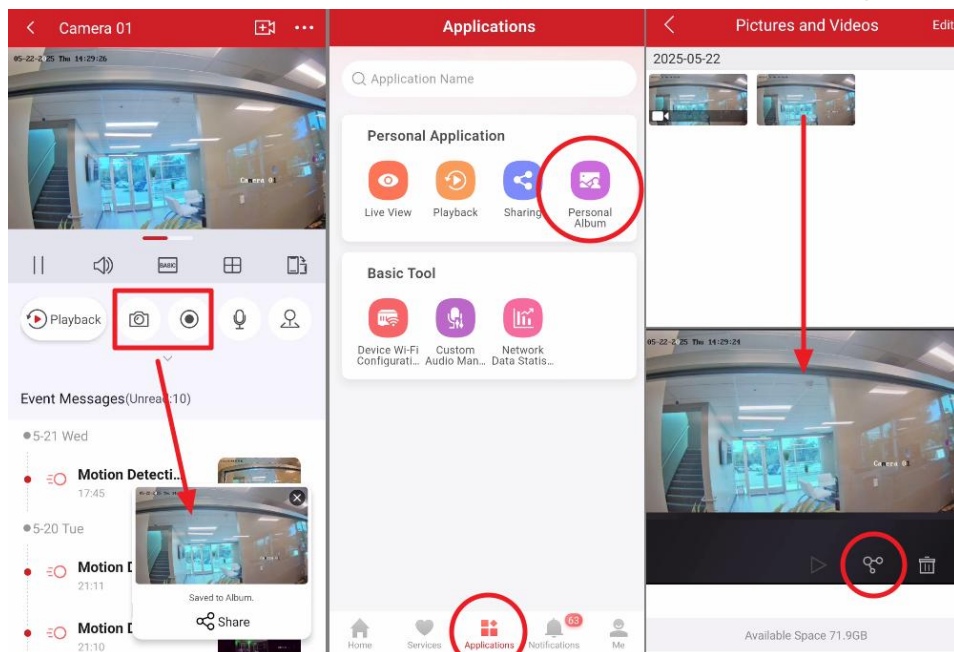 Camera 01
05-22-2025 Thu 14:29:26
Camera 01
BASIC
Playback
Event Messages(Unread:10)
5-21 Wed
Motion Detecti...
17:45
5-20 Tue
Motion D
21:11
Motion D
21:10
Saved to Album.
Share
Applications
Application Name
Personal Application
Live View
Playback
Sharing
Personal
Album
Basic Tool
Device Wi-Fi
Configurati...
Custom
Audio Man...
Network
Data Statis...
63
Home
Services
Applications
Notifications
Me
Pictures and Videos
Edit
2025-05-22
05-22-2025 Thu 14:29:24
Camera 01
Available Space 71.9GB